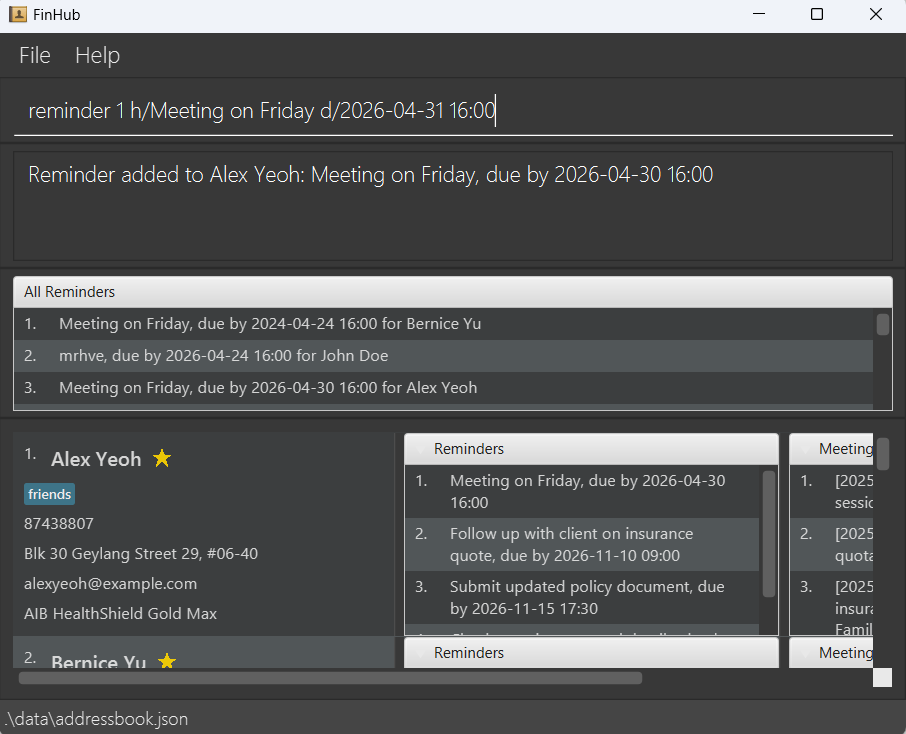 FinHub
File Help
reminder 1 h/Meeting on Friday d/2026-04-31 16:00
Reminder added to Alex Yeoh: Meeting on Friday, due by 2026-04-30 16:00
All Reminders
1. Meeting on Friday, due by 2024-04-24 16:00 for Bernice Yu
2. mrhve, due by 2026-04-24 16:00 for John Doe
3. Meeting on Friday, due by 2026-04-30 16:00 for Alex Yeoh
1. Alex Yeoh
friends
87438807
Blk 30 Geylang Street 29, #06-40
alexyeoh@example.com
AIB HealthShield Gold Max
Reminders
1. Meeting on Friday, due by 2026-04-30
16:00
2. Follow up with client on insurance
quote, due by 2026-11-10 09:00
3. Submit updated policy document, due
by 2026-11-15 17:30
Meeting
1. [2025
sessic
2. [2025
quota
3. [2025
insura
Famil
2. Bernice Yu
Reminders
Meeting
.\data\addressbook.json